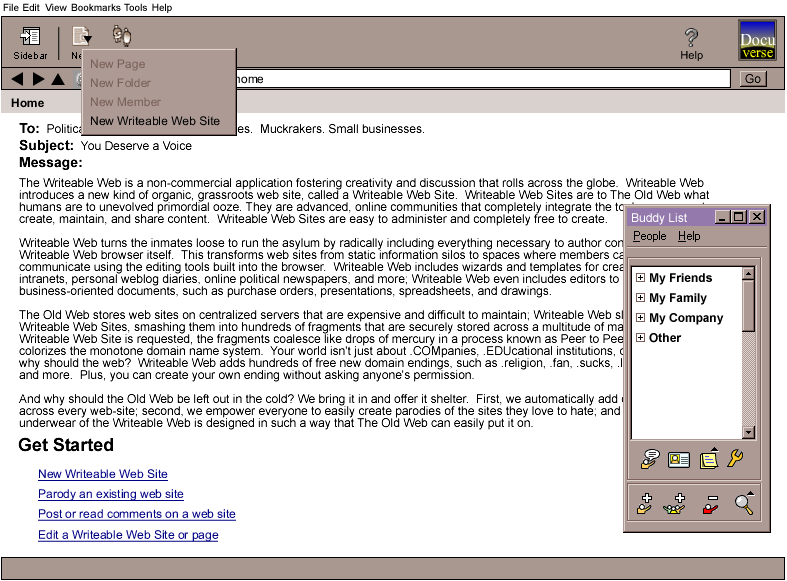 File Edit View Bookmarks Tools Help
Sidebar
Help
Docu
verse
New Page
New Folder
New Member
New Writeable Web Site
home
Go
Home
To: Politic
es. Muckrakers. Small businesses.
Subject: You Deserve a Voice
Message:
The Writeable Web is a non-commercial application fostering creativity and discussion that rolls across the globe. Writeable Web
introduces a new kind of organic, grassroots web site, called a Writeable Web Site. Writeable Web Sites are to The Old Web what
humans are to unevolved primordial ooze. They are advanced, online communities that completely integrate the to
create, maintain, and share content. Writeable Web Sites are easy to administer and completely free to create.
Writeable Web turns the inmates loose to run the asylum by radically including everything necessary to author con
Writeable Web browser itself. This transforms web sites from static information silos to spaces where members ca
communicate using the editing tools built into the browser. Writeable Web includes wizards and templates for crea
intranets, personal weblog diaries, online political newspapers, and more; Writeable Web even includes editors to
business-oriented documents, such as purchase orders, presentations, spreadsheets, and drawings.
The Old Web stores web sites on centralized servers that are expensive and difficult to maintain; Writeable Web s
Writeable Web Sites, smashing them into hundreds of fragments that are securely stored across a multitude of ma
Writeable Web Site is requested, the fragments coalesce like drops of mercury in a process known as Peer to Pee
colorizes the monotone domain name system. Your world isn't just about .COMpanies, .EDUcational institutions, o
why should the web? Writeable Web adds hundreds of free new domain endings, such as .religion, .fan, .sucks, .l
and more. Plus, you can create your own ending without asking anyone's permission.
And why should the Old Web be left out in the cold? We bring it in and offer it shelter. First, we automatically add
across every web-site; second, we empower everyone to easily create parodies of the sites they love to hate; and
underwear of the Writeable Web is designed in such a way that The Old Web can easily put it on.
Get Started
New Writeable Web Site
Parody an existing web site
Post or read comments on a web site
Edit a Writeable Web Site or page
Buddy List
People Help
My Friends
My Family
My Company
Other